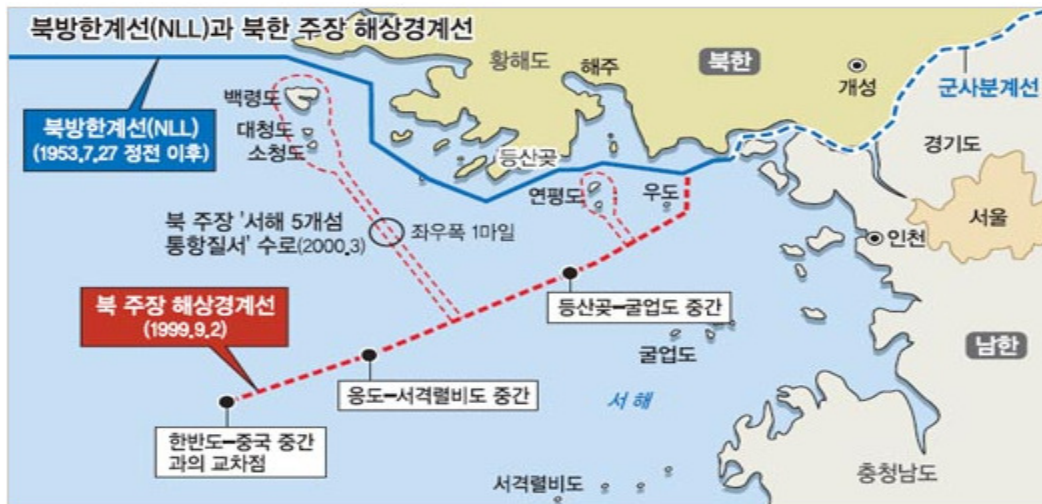 북방한계선(NLL)과 북한 주장 해상경계선
황해도
해주
북한
개성
군사분계선
백령도
대청도
소청도
북방한계선(NLL)
(1953.7.27 정전 이후)
등산곶
경기도
연평도
우도
서울
인천
북 주장 '서해 5개섬
통항질서' 수로(2000.3)
좌우폭 1마일
북 주장 해상경계선
(1999.9.2)
등산곶-굴업도 중간
굴업도
남한
응도-서격렬비도 중간
서해
한반도-중국 중간
과의 교차점
서격렬비도
충청남도